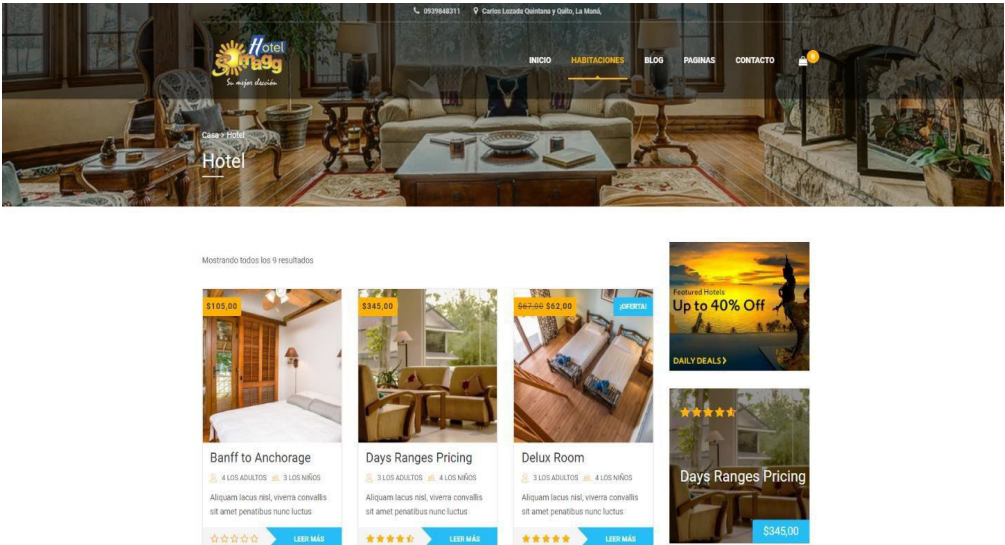 0939848311 Carlos Lozada Quintana y Quito, La Maná,
Hotel
Su mejor elección
INICIO HABITACIONES BLOG PAGINAS CONTACTO 0
Casa > Hotel
Hotel
Mostrando todos los 9 resultados
$105,00
Banff to Anchorage
4 LOS ADULTOS 3 LOS NIÑOS
Aliquam lacus nisl, viverra convallis
sit amet penatibus nunc luctus
LEER MÁS
$345,00
Days Ranges Pricing
3 LOS ADULTOS 4 LOS NIÑOS
Aliquam lacus nisl, viverra convallis
sit amet penatibus nunc luctus
LEER MÁS
$67,00 $62,00
¡OFERTA!
Delux Room
3 LOS ADULTOS 4 LOS NIÑOS
Aliquam lacus nisl, viverra convallis
sit amet penatibus nunc luctus
LEER MÁS
Featured Hotels
Up to 40% Off
DAILY DEALS
Days Ranges Pricing
$345,00